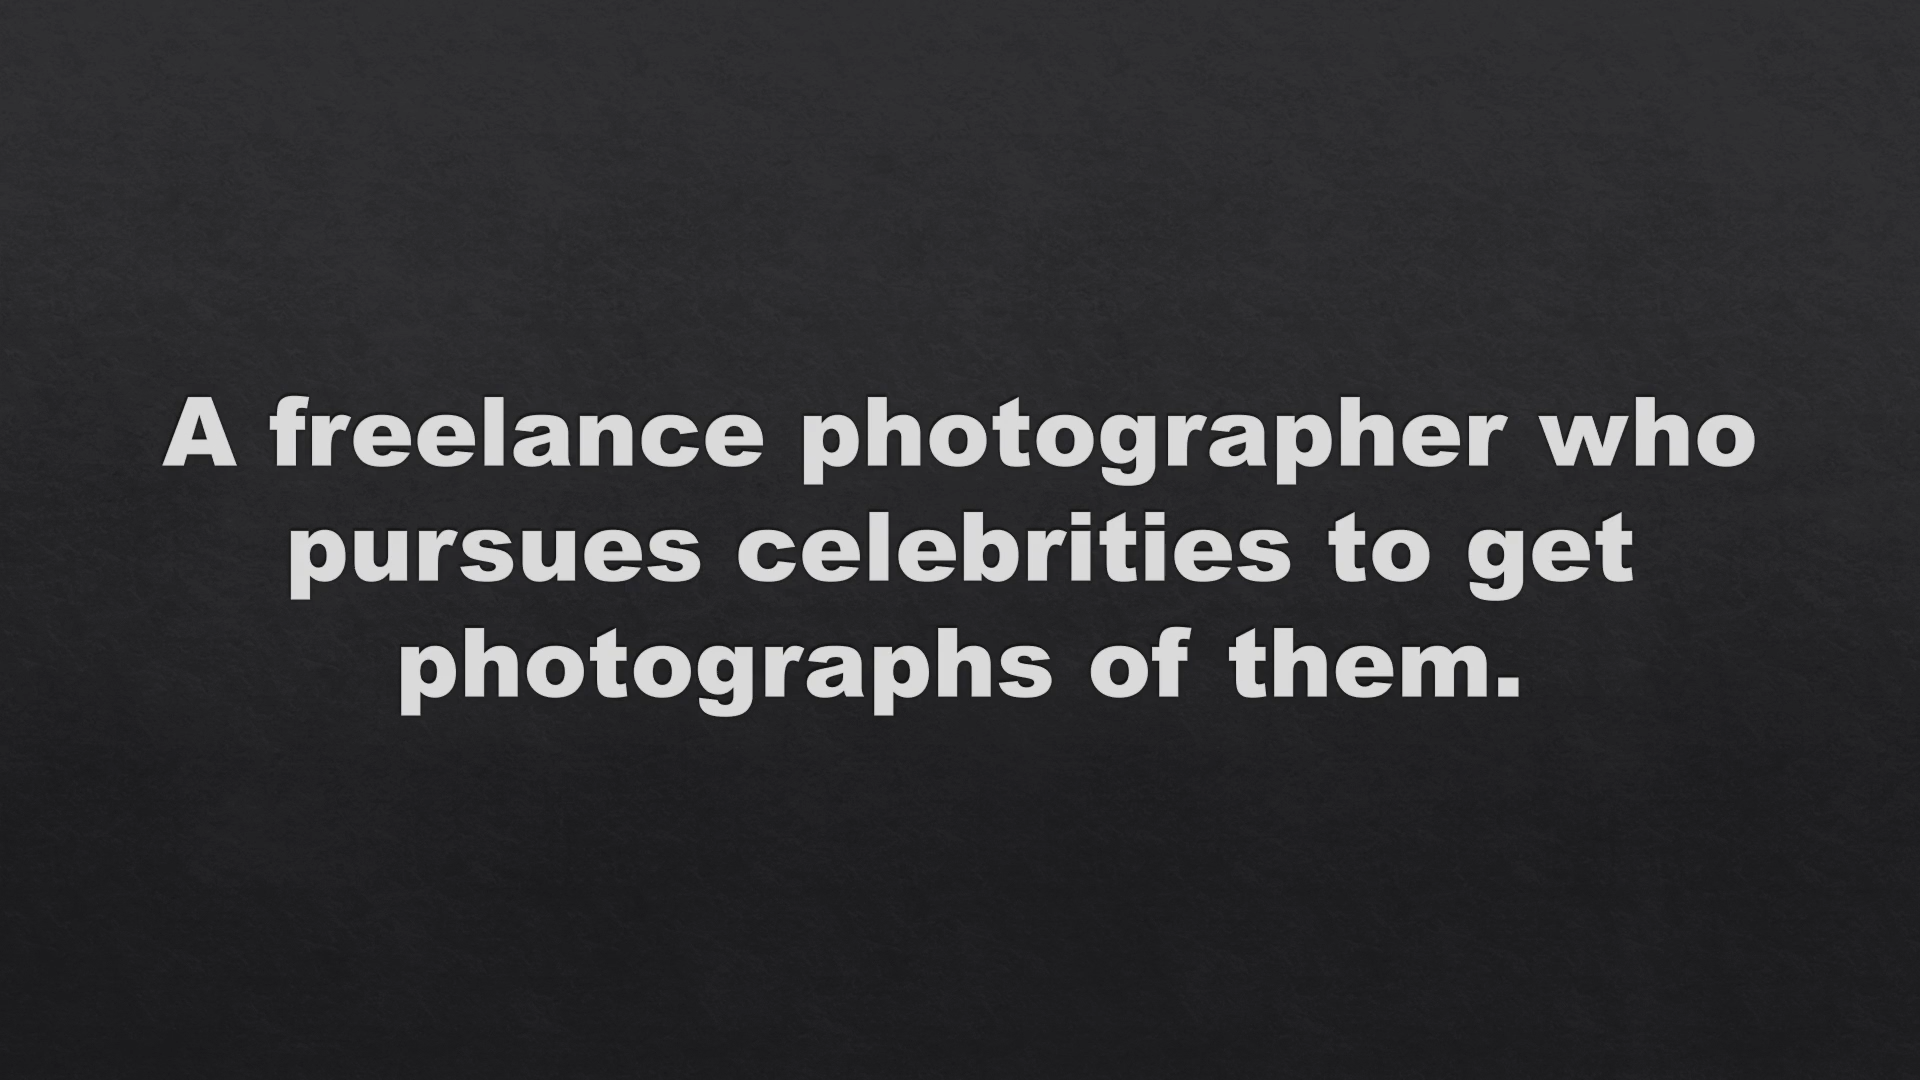 A freelance photographer who
pursues celebrities to get
photographs of them.